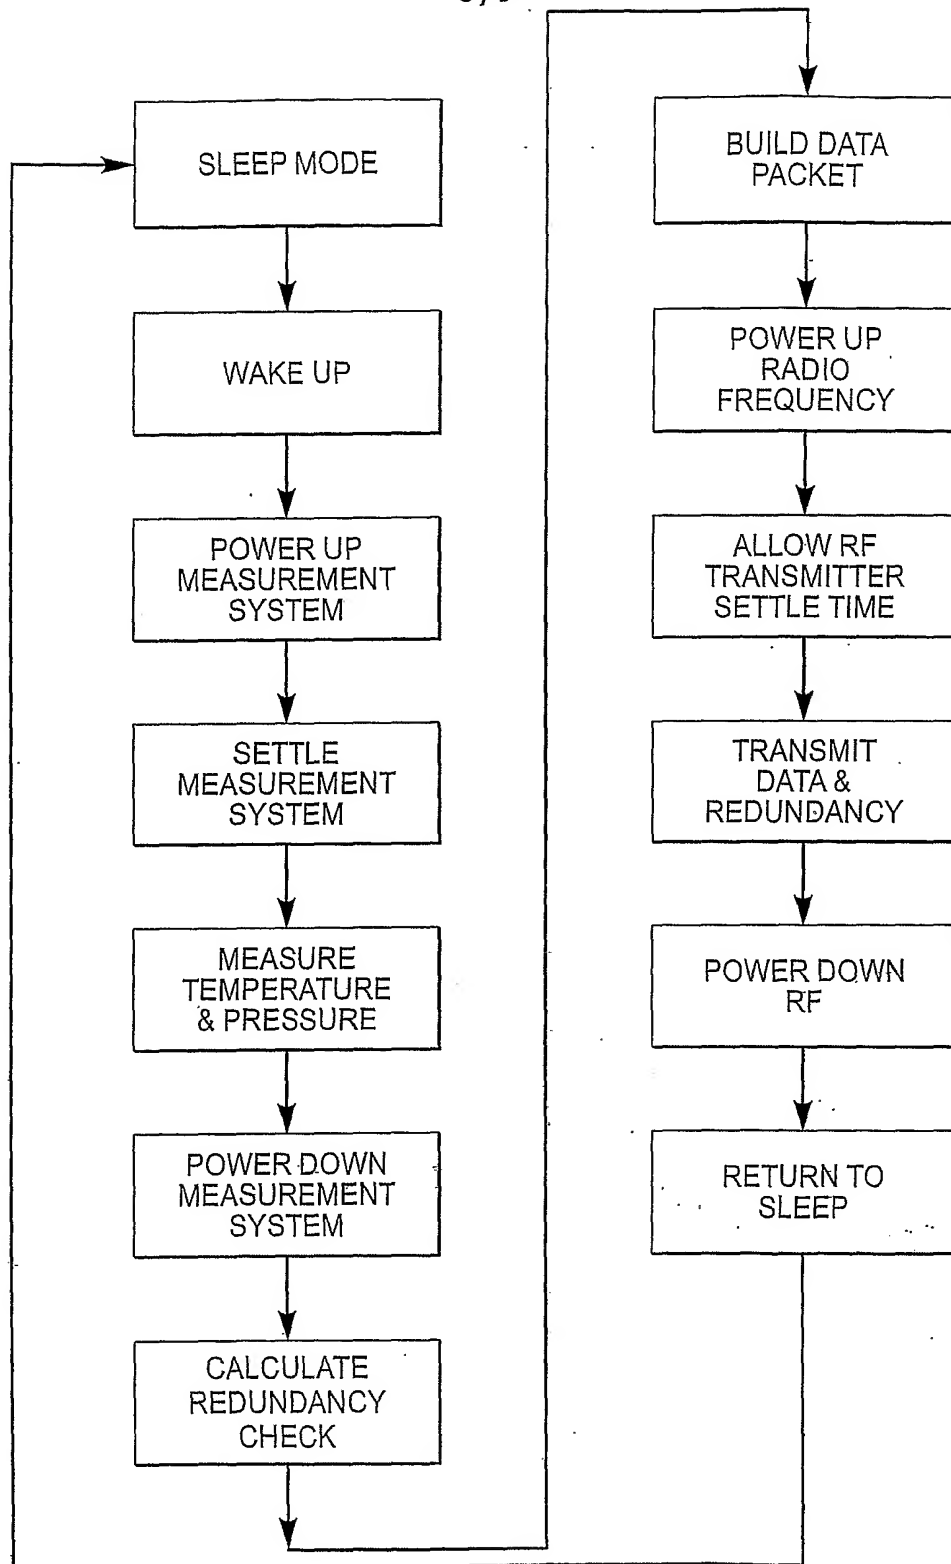 SLEEP MODE
WAKE UP
POWER UP
MEASUREMENT
SYSTEM
SETTLE
MEASUREMENT
SYSTEM
MEASURE
TEMPERATURE
& PRESSURE
POWER DOWN
MEASUREMENT
SYSTEM
CALCULATE
REDUNDANCY
CHECK
BUILD DATA
PACKET
POWER UP
RADIO
FREQUENCY
ALLOW RF
TRANSMITTER
SETTLE TIME
TRANSMIT
DATA &
REDUNDANCY
POWER DOWN
RF
RETURN TO
SLEEP